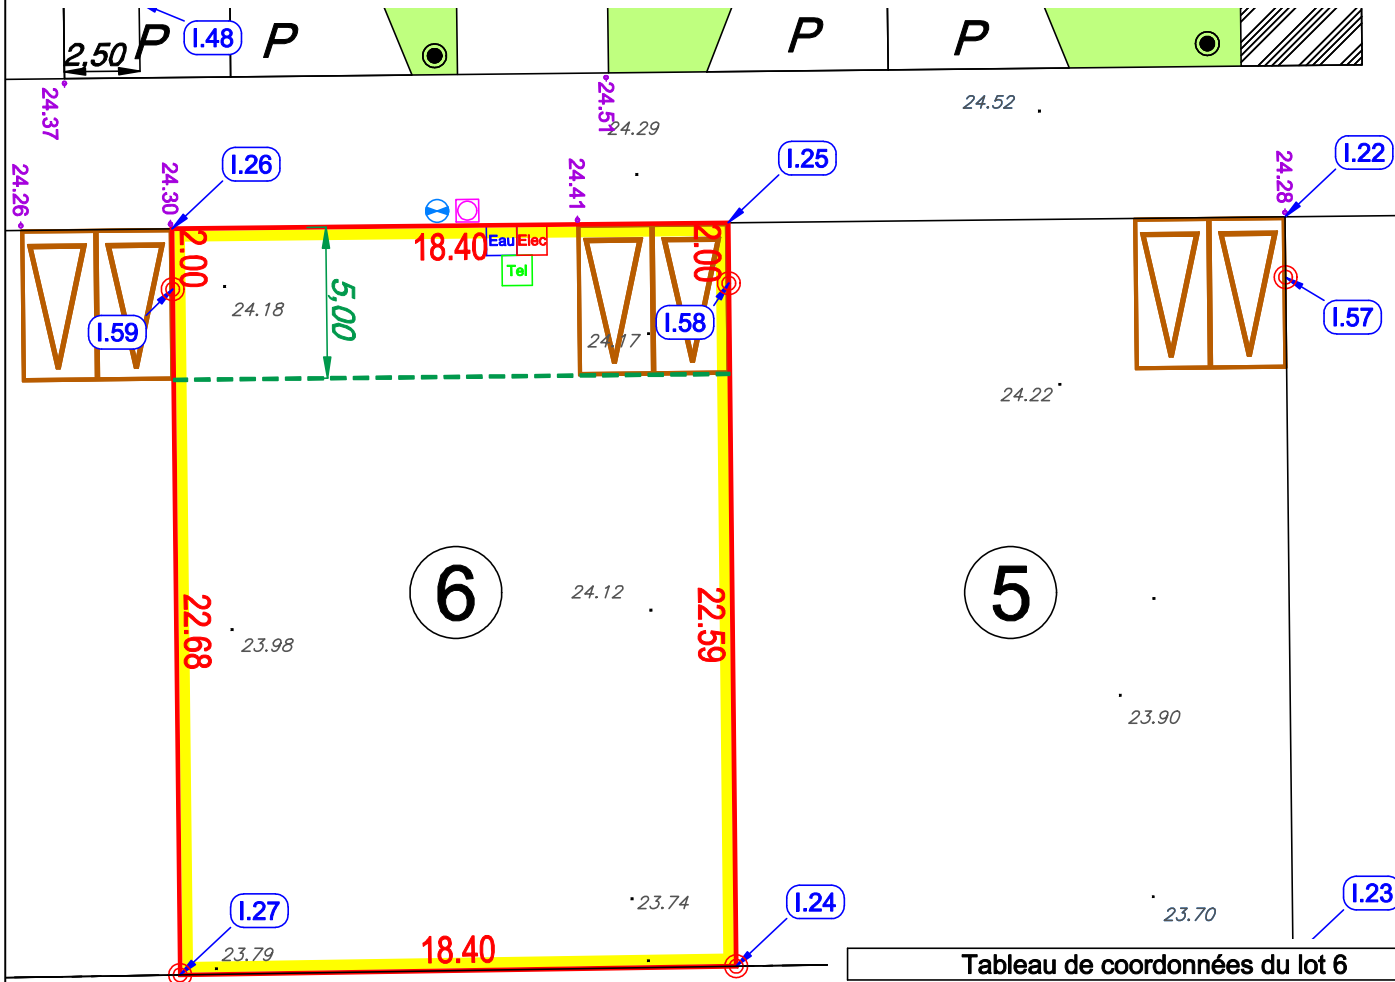 2,50
P
I.48
P
P
P
24.37
24.51
24.29
24.52
24.26
24.30
I.26
24.41
I.25
24.28
I.22
2.00
18.40
Eau
Elec
Tel
2.00
5,00
24.18
I.59
24.17
I.58
I.57
24.22
6
5
22.68
24.12
22.59
23.98
23.90
I.27
23.74
I.24
23.70
I.23
23.79
18.40
Tableau de coordonnées du lot 6